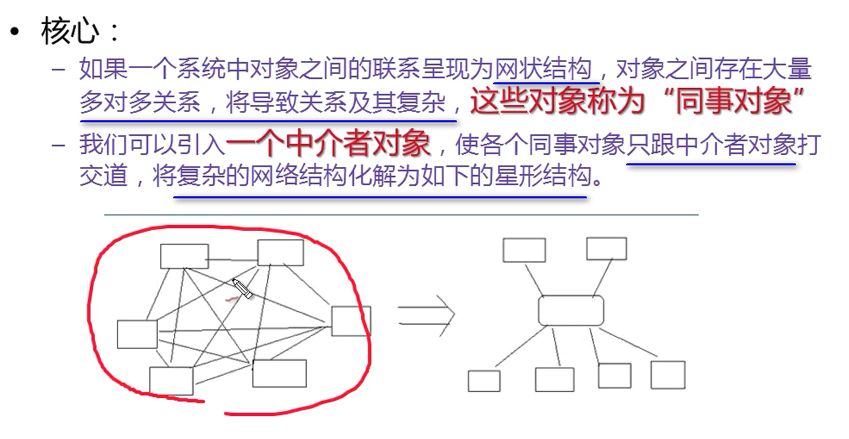 • 核心：
– 如果一个系统中对象之间的联系呈现为网状结构，对象之间存在大量
多对多关系，将导致关系及其复杂，这些对象称为“同事对象”
– 我们可以引入一个中介者对象，使各个同事对象只跟中介者对象打
交道，将复杂的网络结构化解为如下的星形结构。